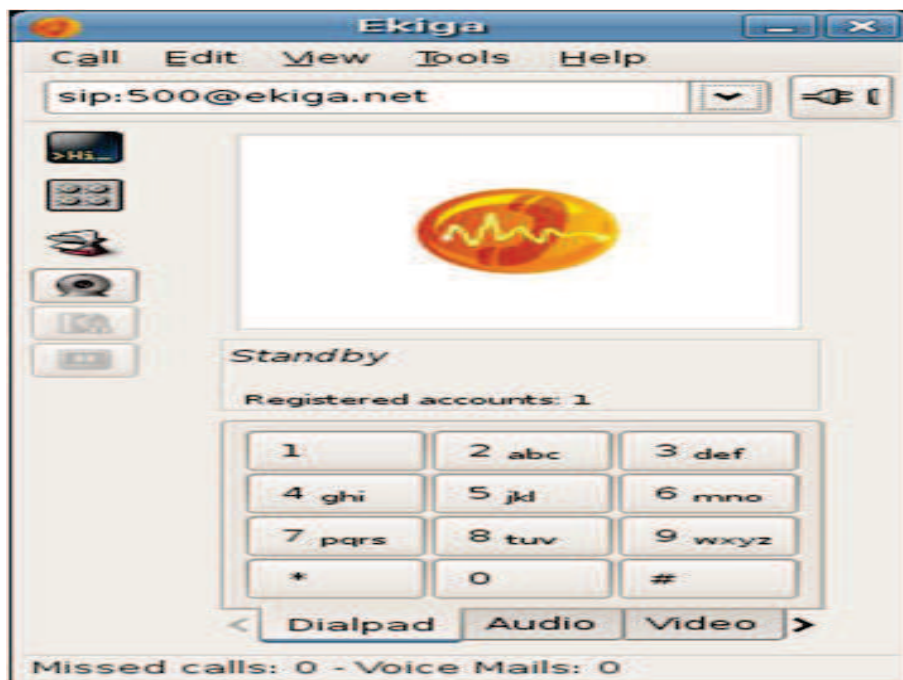 Ekiga
Call Edit View Tools Help
sip:500@ekiga.net
>Hi_
Standby
Registered accounts: 1
1 2 abc 3 def
4 ghi 5 jkl 6 mno
7 pqrs 8 tuv 9 wxyz
* 0 #
< Dialpad Audio Video >
Missed calls: 0 - Voice Mails: 0